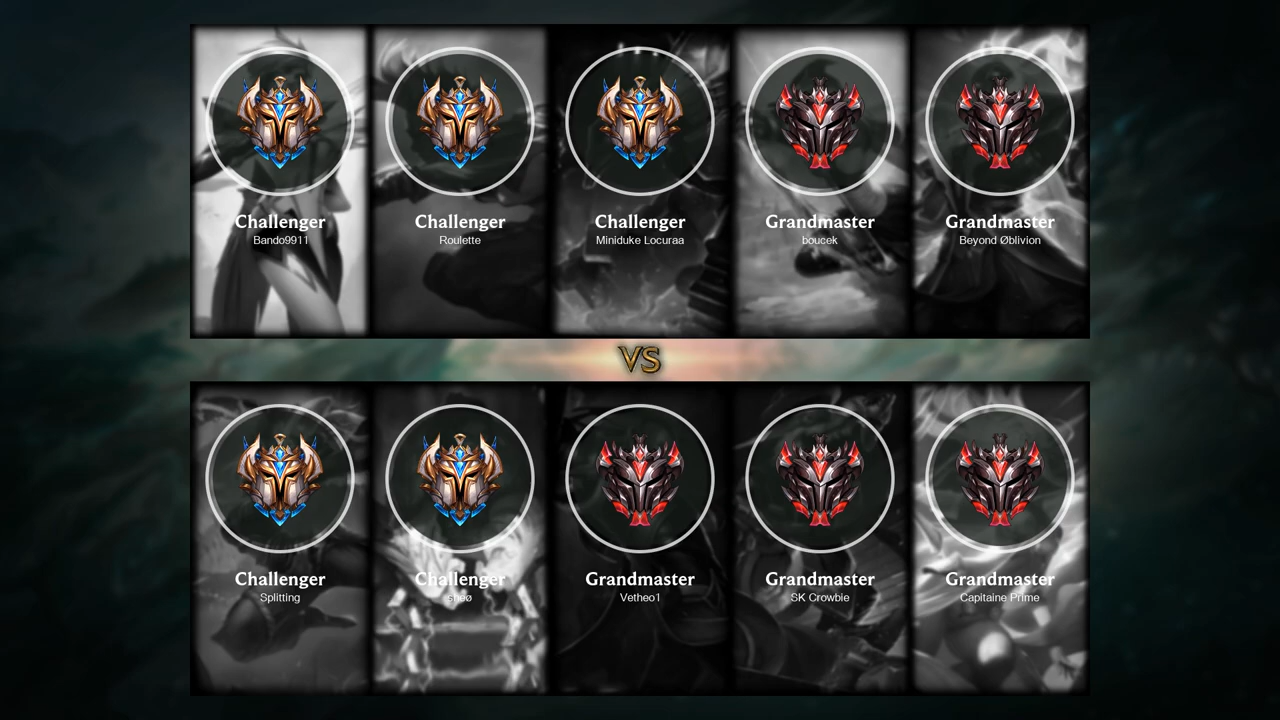 Challenger
Bando9911
Challenger
Roulette
Challenger
Miniduke Locuraa
Grandmaster
boucek
Grandmaster
Beyond Øblivion
VS
Challenger
Splitting
Challenger
sheø
Grandmaster
Vetheo1
Grandmaster
SK Crowbie
Grandmaster
Capitaine Prime